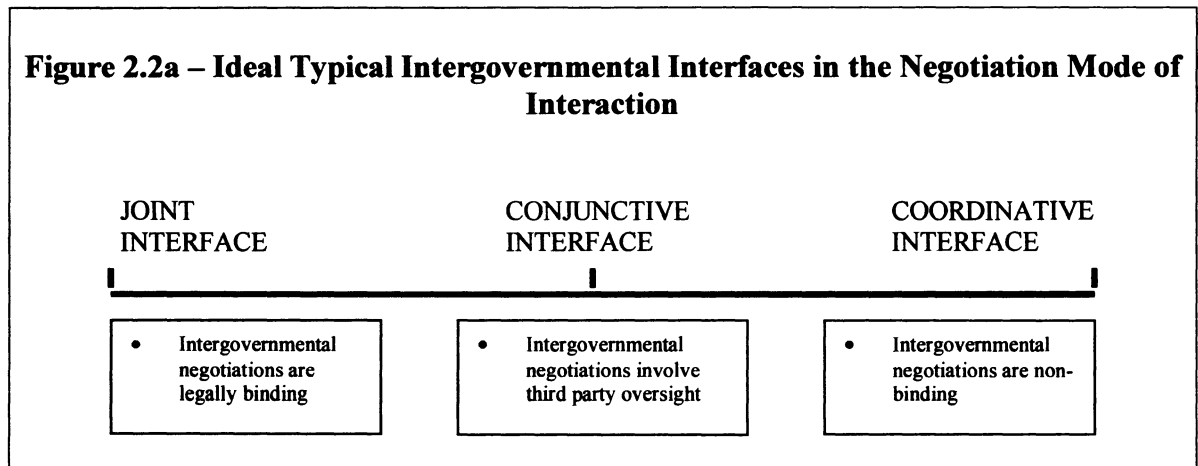 Figure 2.2a – Ideal Typical Intergovernmental Interfaces in the Negotiation Mode of
Interaction
JOINT
INTERFACE
CONJUNCTIVE
INTERFACE
COORDINATIVE
INTERFACE
• Intergovernmental
negotiations are
legally binding
• Intergovernmental
negotiations involve
third party oversight
• Intergovernmental
negotiations are non-
binding